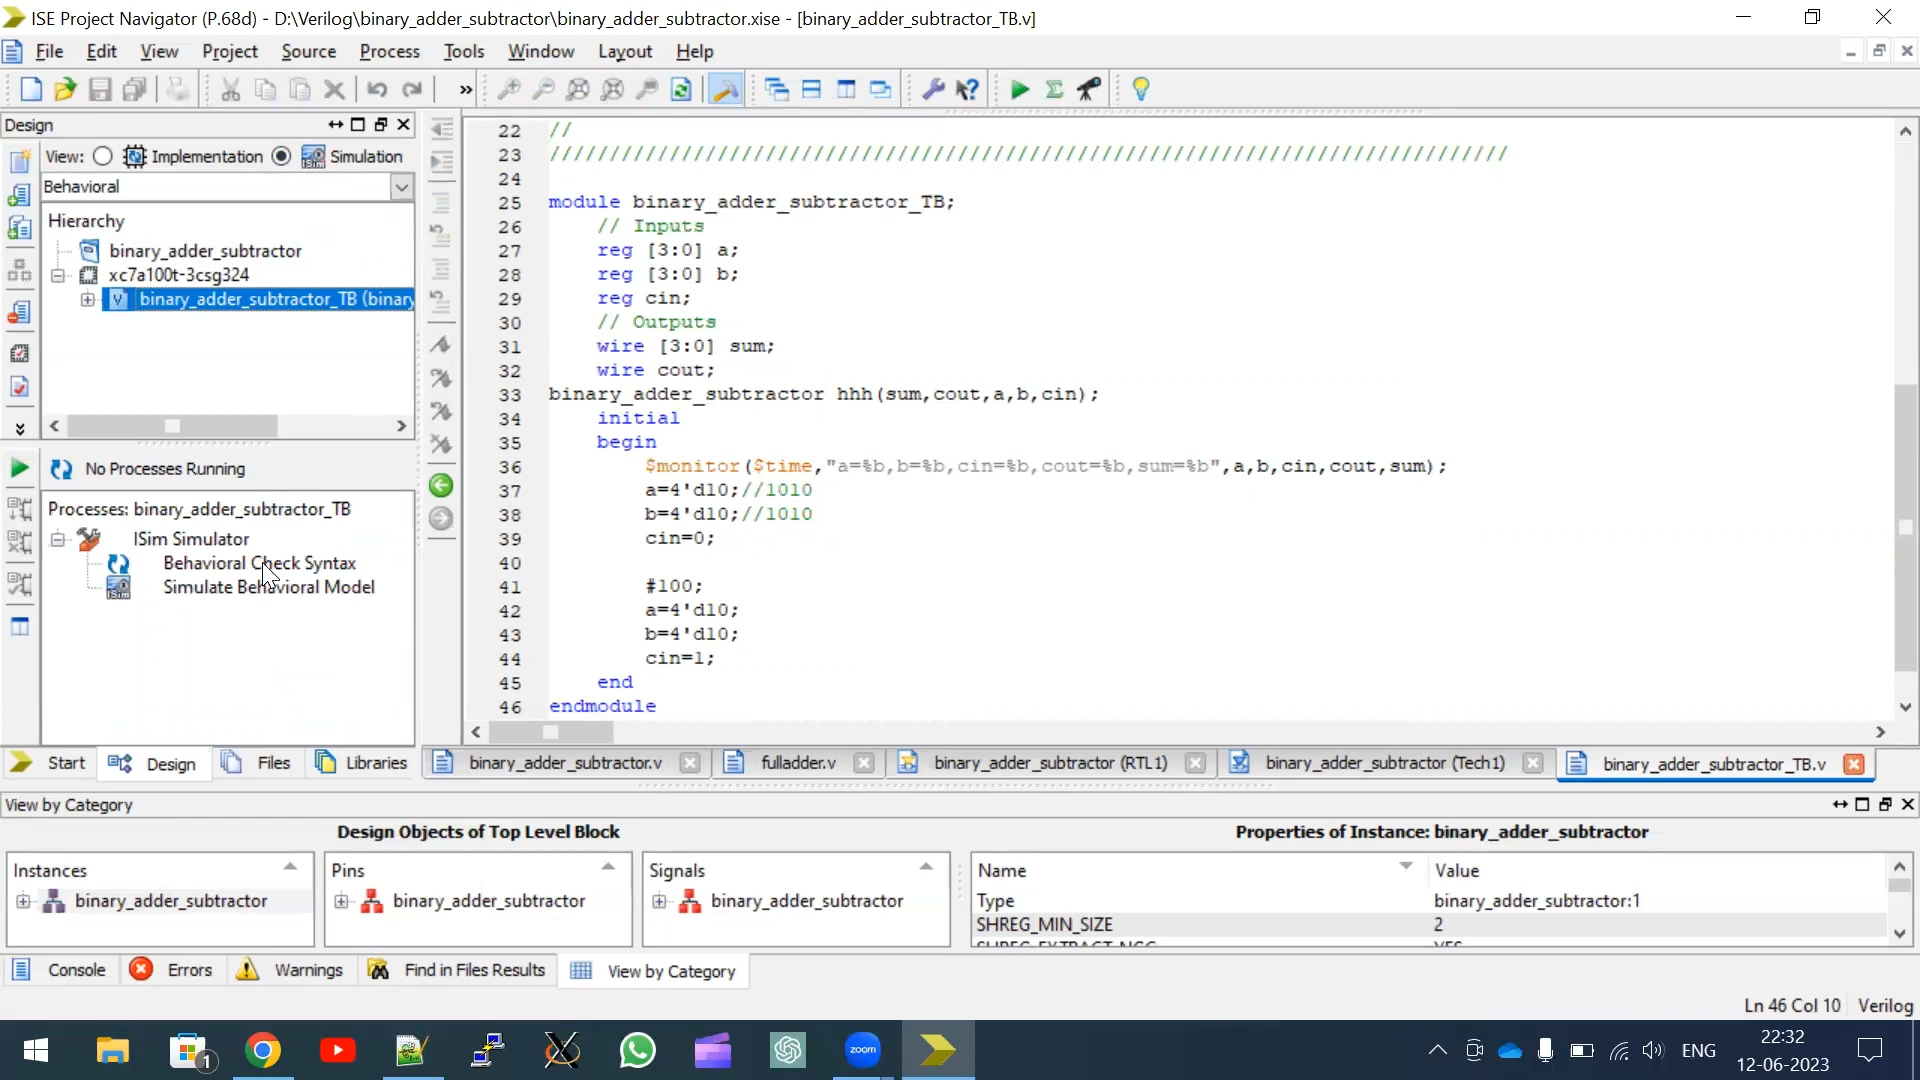 ISE Project Navigator (P.68d) - D:\Verilog\binary_adder_subtractor\binary_adder_subtractor.xise - [binary_adder_subtractor_TB.v]
File Edit View Project Source Process Tools Window Layout Help
»
Design
View: Implementation Simulation
Behavioral
Hierarchy
binary_adder_subtractor
xc7a100t-3csg324
binary_adder_subtractor_TB (binary
No Processes Running
Processes: binary_adder_subtractor_TB
ISim Simulator
Behavioral Check Syntax
Simulate Behavioral Model
Start Design Files Libraries
22 //
23 ////////////////////////////////////////////////////////////////////////////////
24
25 module binary_adder_subtractor_TB;
26 // Inputs
27 reg [3:0] a;
28 reg [3:0] b;
29 reg cin;
30 // Outputs
31 wire [3:0] sum;
32 wire cout;
33 binary_adder_subtractor hhh(sum,cout,a,b,cin);
34 initial
35 begin
36 $monitor($time,"a=%b,b=%b,cin=%b,cout=%b,sum=%b",a,b,cin,cout,sum);
37 a=4'd10;//1010
38 b=4'd10;//1010
39 cin=0;
40
41 #100;
42 a=4'd10;
43 b=4'd10;
44 cin=1;
45 end
46 endmodule
binary_adder_subtractor.v fulladder.v binary_adder_subtractor (RTL1) binary_adder_subtractor (Tech1) binary_adder_subtractor_TB.v
View by Category
Design Objects of Top Level Block
Properties of Instance: binary_adder_subtractor
Instances Pins Signals Name Value
binary_adder_subtractor binary_adder_subtractor binary_adder_subtractor Type binary_adder_subtractor:1
SHREG_MIN_SIZE 2
SHREG_EXTRACT_NGC YES
Console Errors Warnings Find in Files Results View by Category
Ln 46 Col 10 Verilog
1 zoom ENG 22:32
12-06-2023